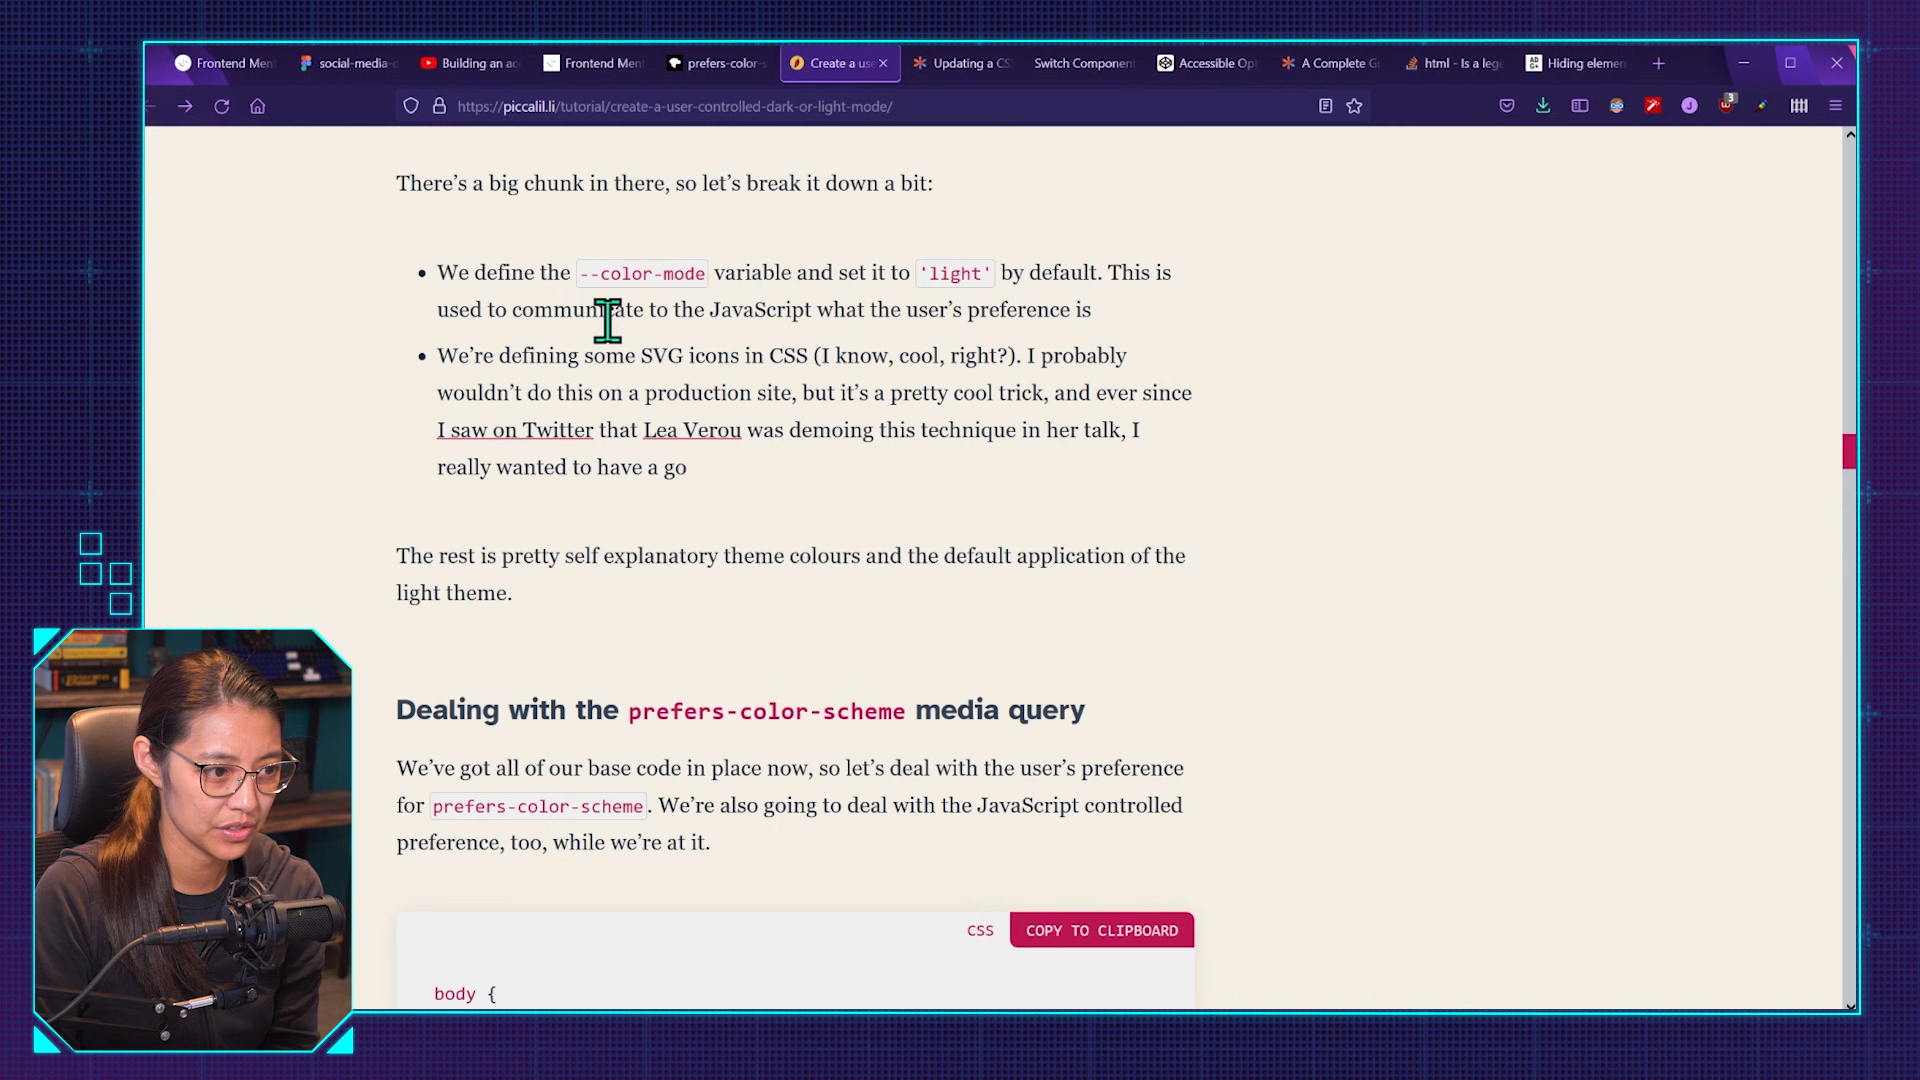 Frontend Men
social-media-
Building an ac
Frontend Men
prefers-color-s
Create a use
Updating a CS
Switch Component
Accessible Opt
A Complete Gu
html - Is a lege
Hiding elemen
https://piccalil.li/tutorial/create-a-user-controlled-dark-or-light-mode/
3
There's a big chunk in there, so let's break it down a bit:
• We define the --color-mode variable and set it to 'light' by default. This is
used to communicate to the JavaScript what the user's preference is
• We're defining some SVG icons in CSS (I know, cool, right?). I probably
wouldn't do this on a production site, but it's a pretty cool trick, and ever since
I saw on Twitter that Lea Verou was demoing this technique in her talk, I
really wanted to have a go
The rest is pretty self explanatory theme colours and the default application of the
light theme.
Dealing with the prefers-color-scheme media query
We've got all of our base code in place now, so let's deal with the user's preference
for prefers-color-scheme. We're also going to deal with the JavaScript controlled
preference, too, while we're at it.
CSS
COPY TO CLIPBOARD
body {